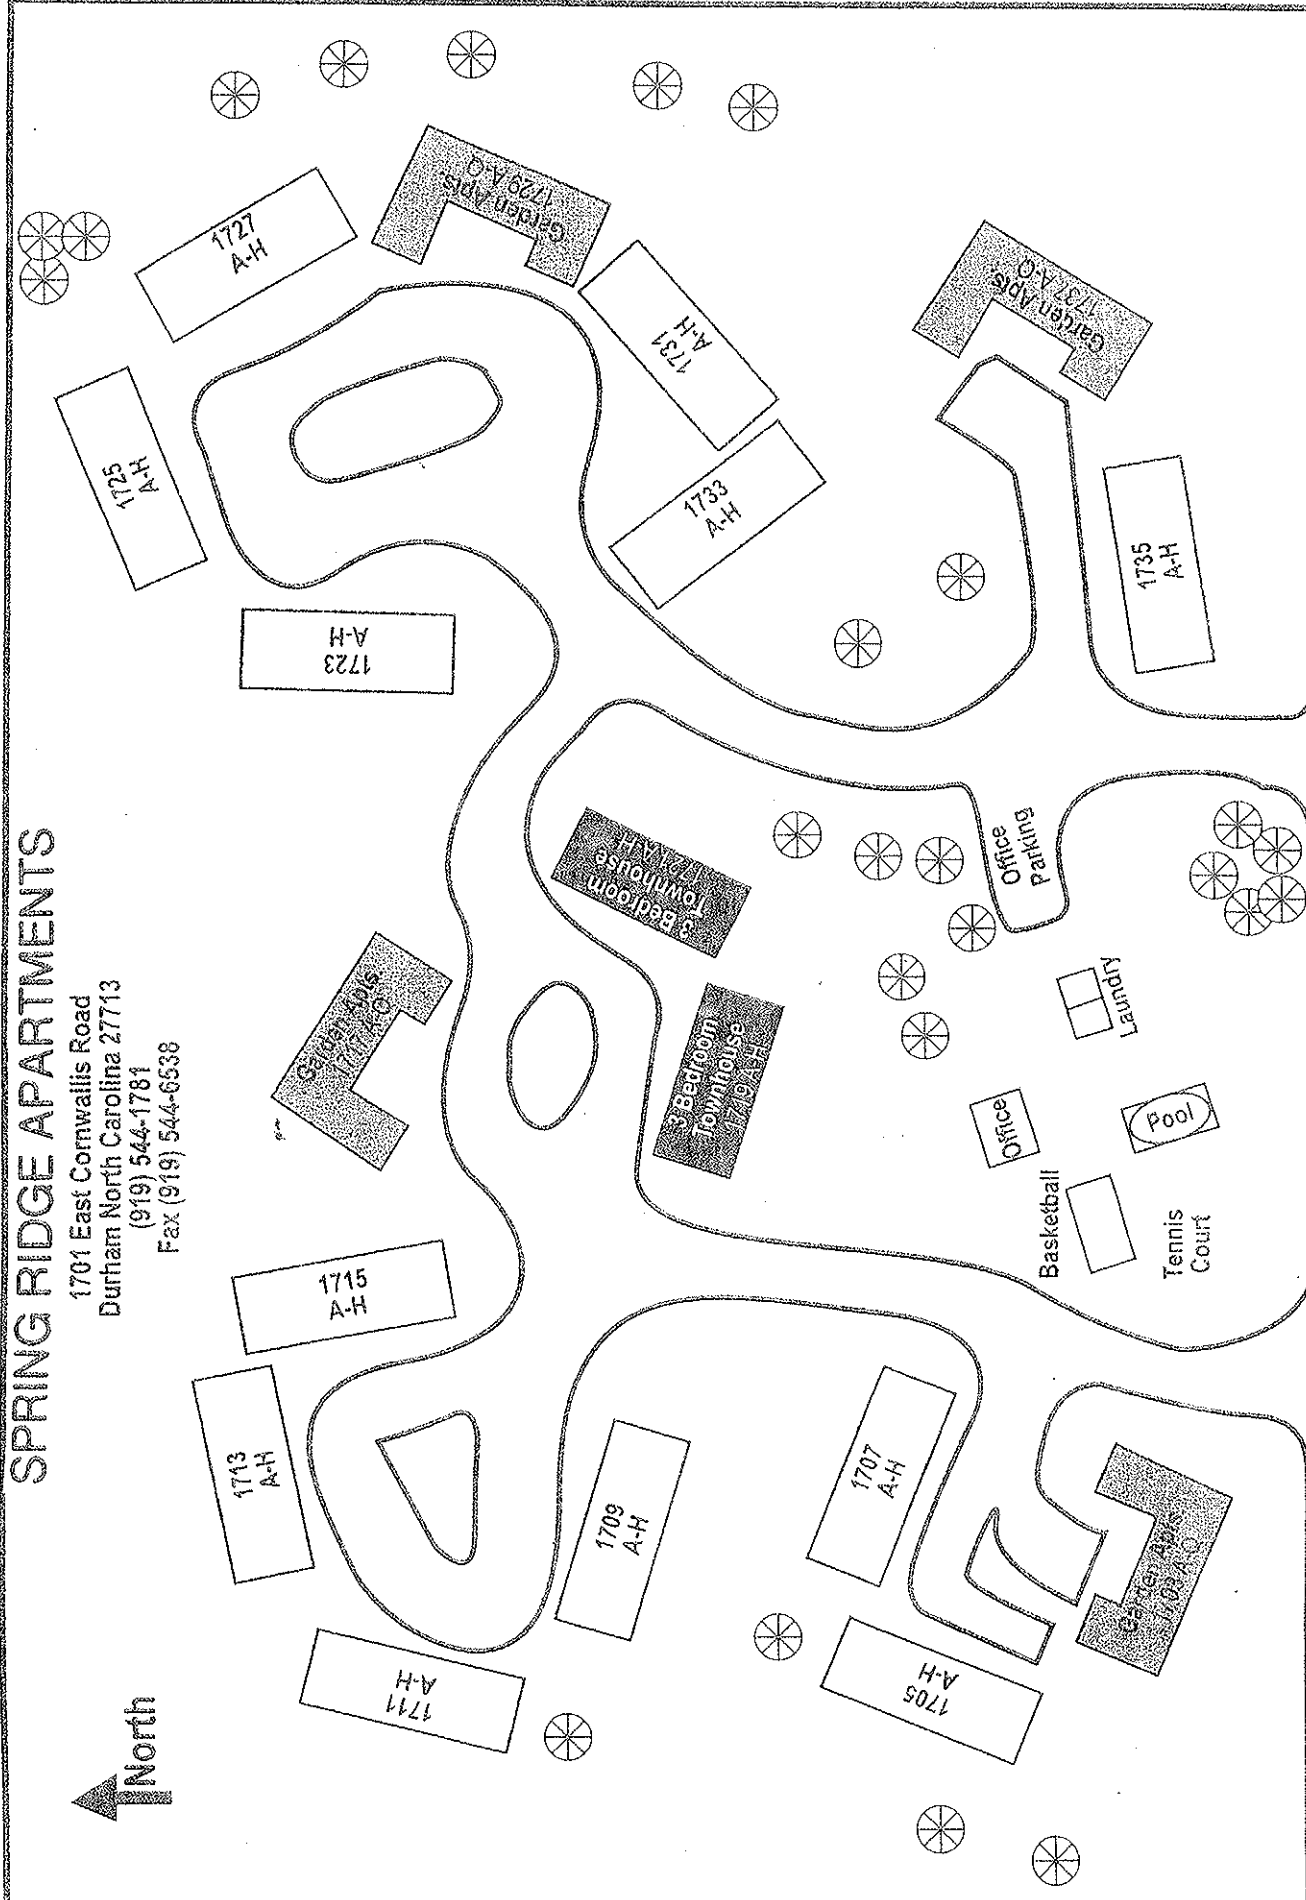 SPRING RIDGE APARTMENTS
1701 East Cornwallis Road
Durham North Carolina 27713
(919) 544-1781
Fax (919) 544-6538
North
1711
A-H
1713
A-H
1715
A-H
Garden Apts.
1723
A-H
1725
A-H
1727
A-H
Garden Apts.
1729 A-Q
1731
A-H
1733
A-H
3 Bedroom
Townhouse
1721 A-H
3 Bedroom
Townhouse
1719 A-H
1709
A-H
1707
A-H
1705
A-H
Garden Apts.
Basketball
Tennis
Court
Office
Pool
Laundry
Office
Parking
1735
A-H
Garden Apts.
1737 A-Q